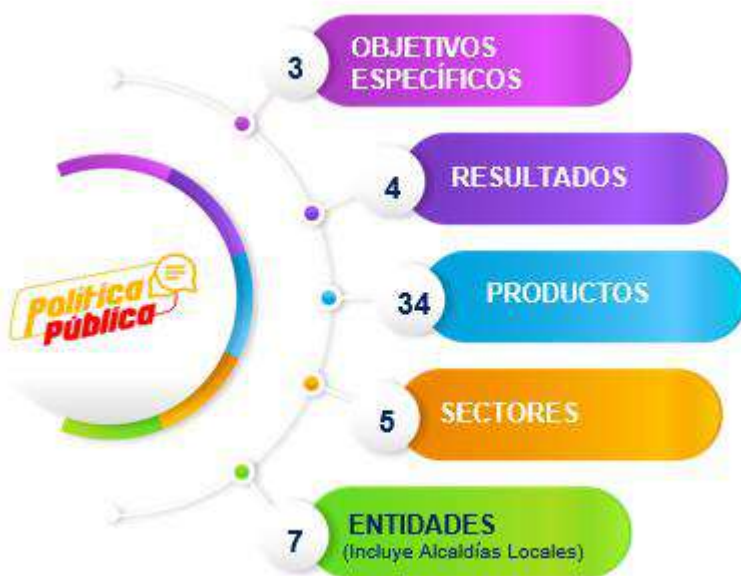 3
OBJETIVOS
ESPECÍFICOS
4
RESULTADOS
Política
Pública
34
PRODUCTOS
5
SECTORES
7
ENTIDADES
(Incluye Alcaldías Locales)